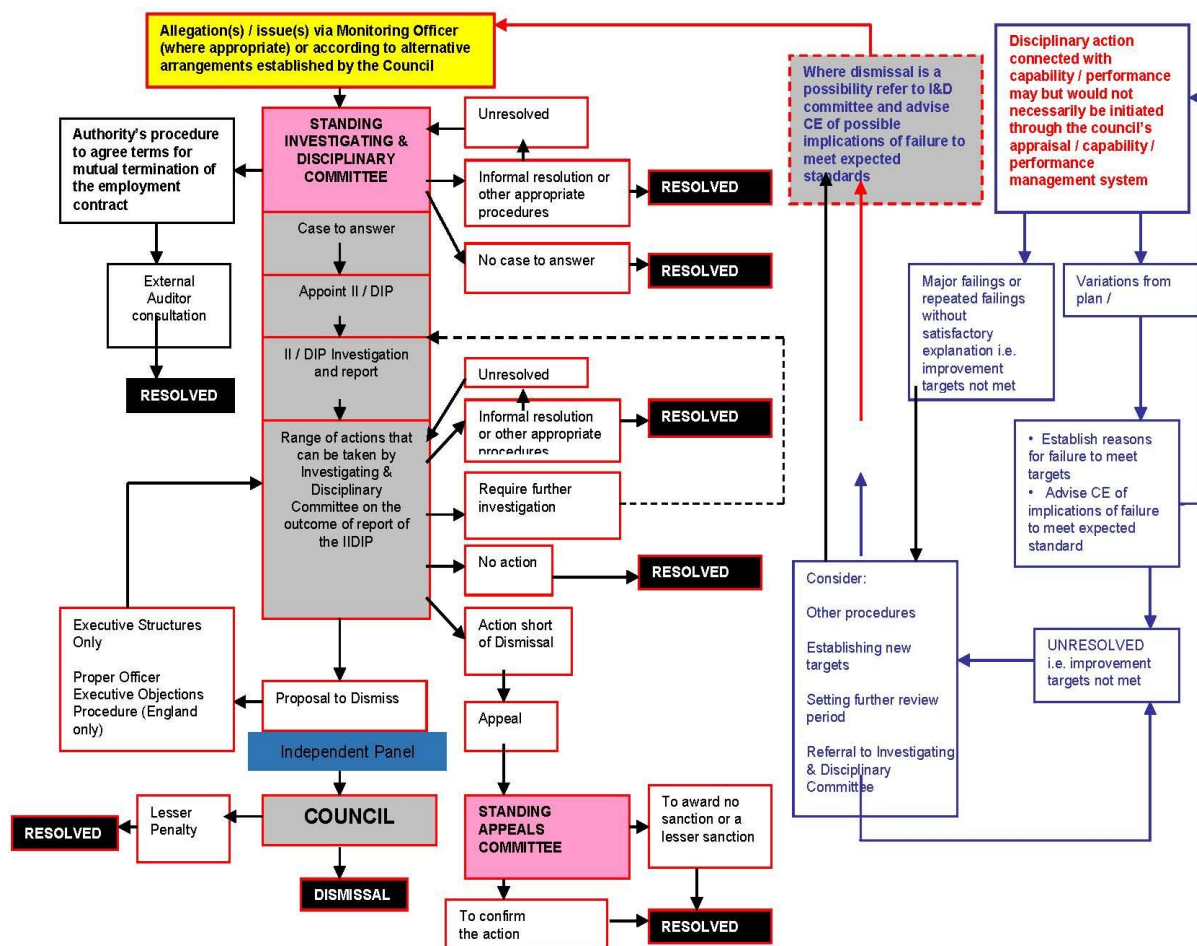 Allegation(s) / issue(s) via Monitoring Officer
(where appropriate) or according to alternative
arrangements established by the Council
STANDING
INVESTIGATING &
DISCIPLINARY
COMMITTEE
Authority's procedure
to agree terms for
mutual termination of
the employment
contract
External
Auditor
consultation
RESOLVED
Unresolved
Informal resolution or
other appropriate
procedures
RESOLVED
No case to answer
RESOLVED
Case to answer
Appoint II / DIP
II / DIP Investigation
and report
Range of actions that
can be taken by
Investigating &
Disciplinary
Committee on the
outcome of report of
the IIDIP
Unresolved
Informal resolution
or other appropriate
procedures
RESOLVED
Require further
investigation
No action
RESOLVED
Action short
of Dismissal
Appeal
STANDING
APPEALS
COMMITTEE
To award no
sanction or a
lesser sanction
To confirm
the action
RESOLVED
Executive Structures
Only
Proper Officer
Executive Objections
Procedure (England
only)
Proposal to Dismiss
Independent Panel
COUNCIL
Lesser
Penalty
RESOLVED
DISMISSAL
Where dismissal is a
possibility refer to I&D
committee and advise
CE of possible
implications of failure to
meet expected
standards
Disciplinary action
connected with
capability / performance
may but would not
necessarily be initiated
through the council's
appraisal / capability /
performance
management system
Major failings or
repeated failings
without
satisfactory
explanation i.e.
improvement
targets not met
Variations from
plan /
• Establish reasons
for failure to meet
targets
• Advise CE of
implications of failure
to meet expected
standard
UNRESOLVED
i.e. improvement
targets not met
Consider:
Other procedures
Establishing new
targets
Setting further review
period
Referral to Investigating
& Disciplinary
Committee